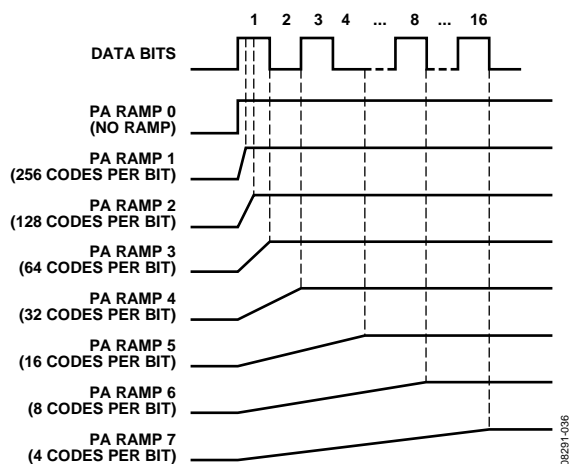 1 2 3 4 ... 8 ... 16
DATA BITS
PA RAMP 0
(NO RAMP)
PA RAMP 1
(256 CODES PER BIT)
PA RAMP 2
(128 CODES PER BIT)
PA RAMP 3
(64 CODES PER BIT)
PA RAMP 4
(32 CODES PER BIT)
PA RAMP 5
(16 CODES PER BIT)
PA RAMP 6
(8 CODES PER BIT)
PA RAMP 7
(4 CODES PER BIT)
08291-036